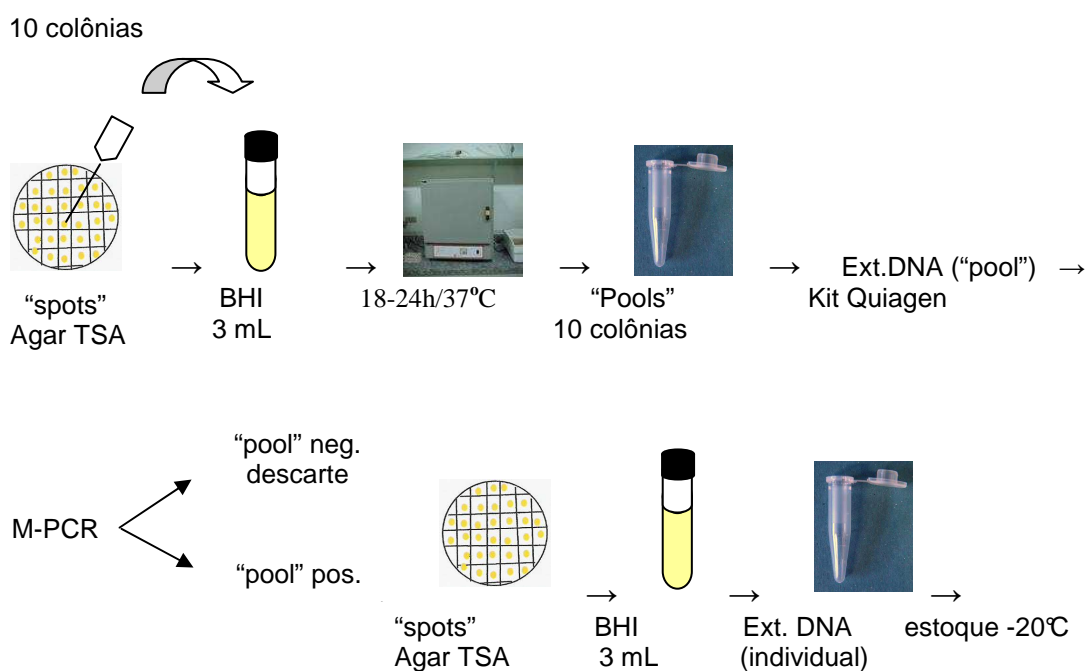 10 colônias
“spots”
Agar TSA
BHI
3 mL
18-24h/37ºC
“Pools”
10 colônias
Ext.DNA (“pool”)
Kit Quiagen
M-PCR
“pool” neg.
descarte
“pool” pos.
“spots”
Agar TSA
BHI
3 mL
Ext. DNA
(individual)
estoque -20°C